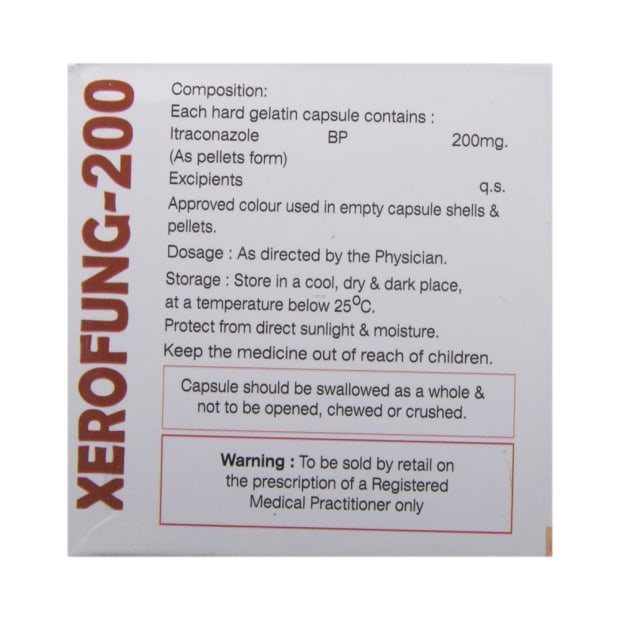 XEROFUNG-200
Composition:
Each hard gelatin capsule contains :
Itraconazole BP 200mg.
(As pellets form)
Excipients q.s.
Approved colour used in empty capsule shells &
pellets.
Dosage : As directed by the Physician.
Storage : Store in a cool, dry & dark place,
at a temperature below 25⁰C.
Protect from direct sunlight & moisture.
Keep the medicine out of reach of children.
Capsule should be swallowed as a whole &
not to be opened, chewed or crushed.
Warning : To be sold by retail on
the prescription of a Registered
Medical Practitioner only